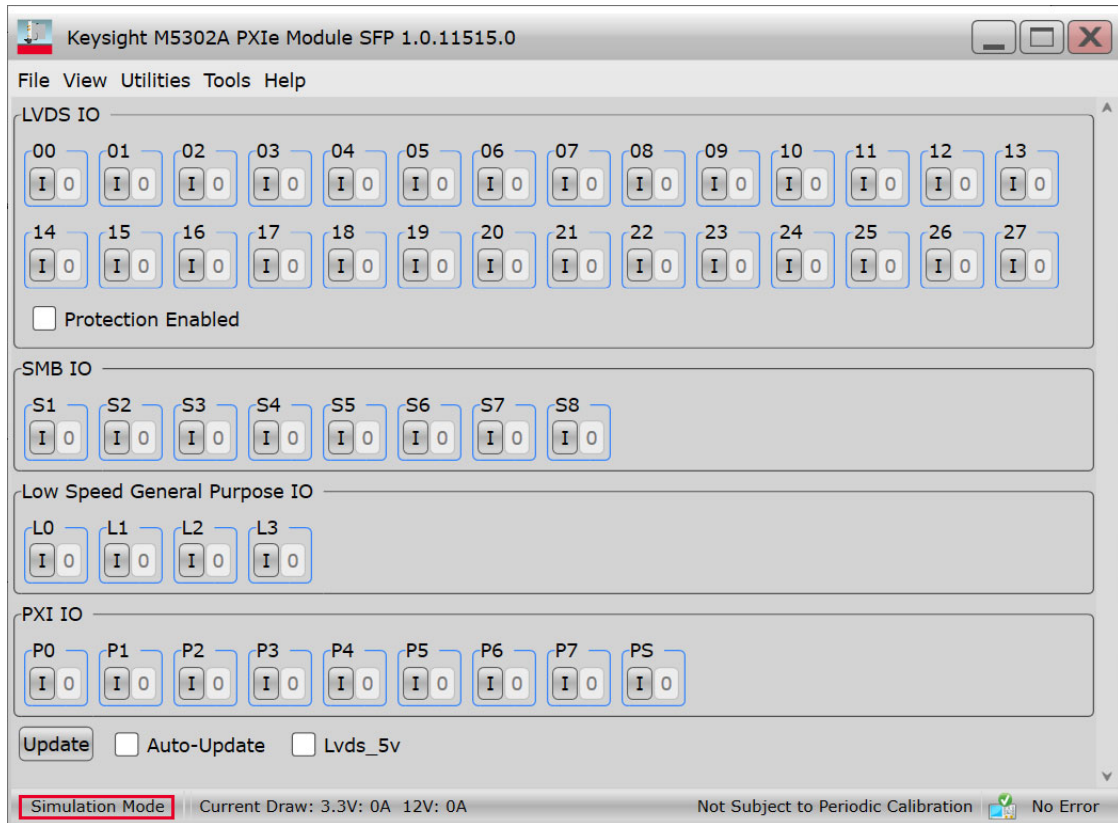 Keysight M5302A PXIe Module SFP 1.0.11515.0
File View Utilities Tools Help
LVDS IO
00 01 02 03 04 05 06 07 08 09 10 11 12 13
I 0 I 0 I 0 I 0 I 0 I 0 I 0 I 0 I 0 I 0 I 0 I 0 I 0 I 0
14 15 16 17 18 19 20 21 22 23 24 25 26 27
I 0 I 0 I 0 I 0 I 0 I 0 I 0 I 0 I 0 I 0 I 0 I 0 I 0 I 0
Protection Enabled
SMB IO
S1 S2 S3 S4 S5 S6 S7 S8
I 0 I 0 I 0 I 0 I 0 I 0 I 0 I 0
Low Speed General Purpose IO
L0 L1 L2 L3
I 0 I 0 I 0 I 0
PXI IO
P0 P1 P2 P3 P4 P5 P6 P7 PS
I 0 I 0 I 0 I 0 I 0 I 0 I 0 I 0 I 0
Update Auto-Update Lvds_5v
Simulation Mode Current Draw: 3.3V: 0A 12V: 0A Not Subject to Periodic Calibration No Error